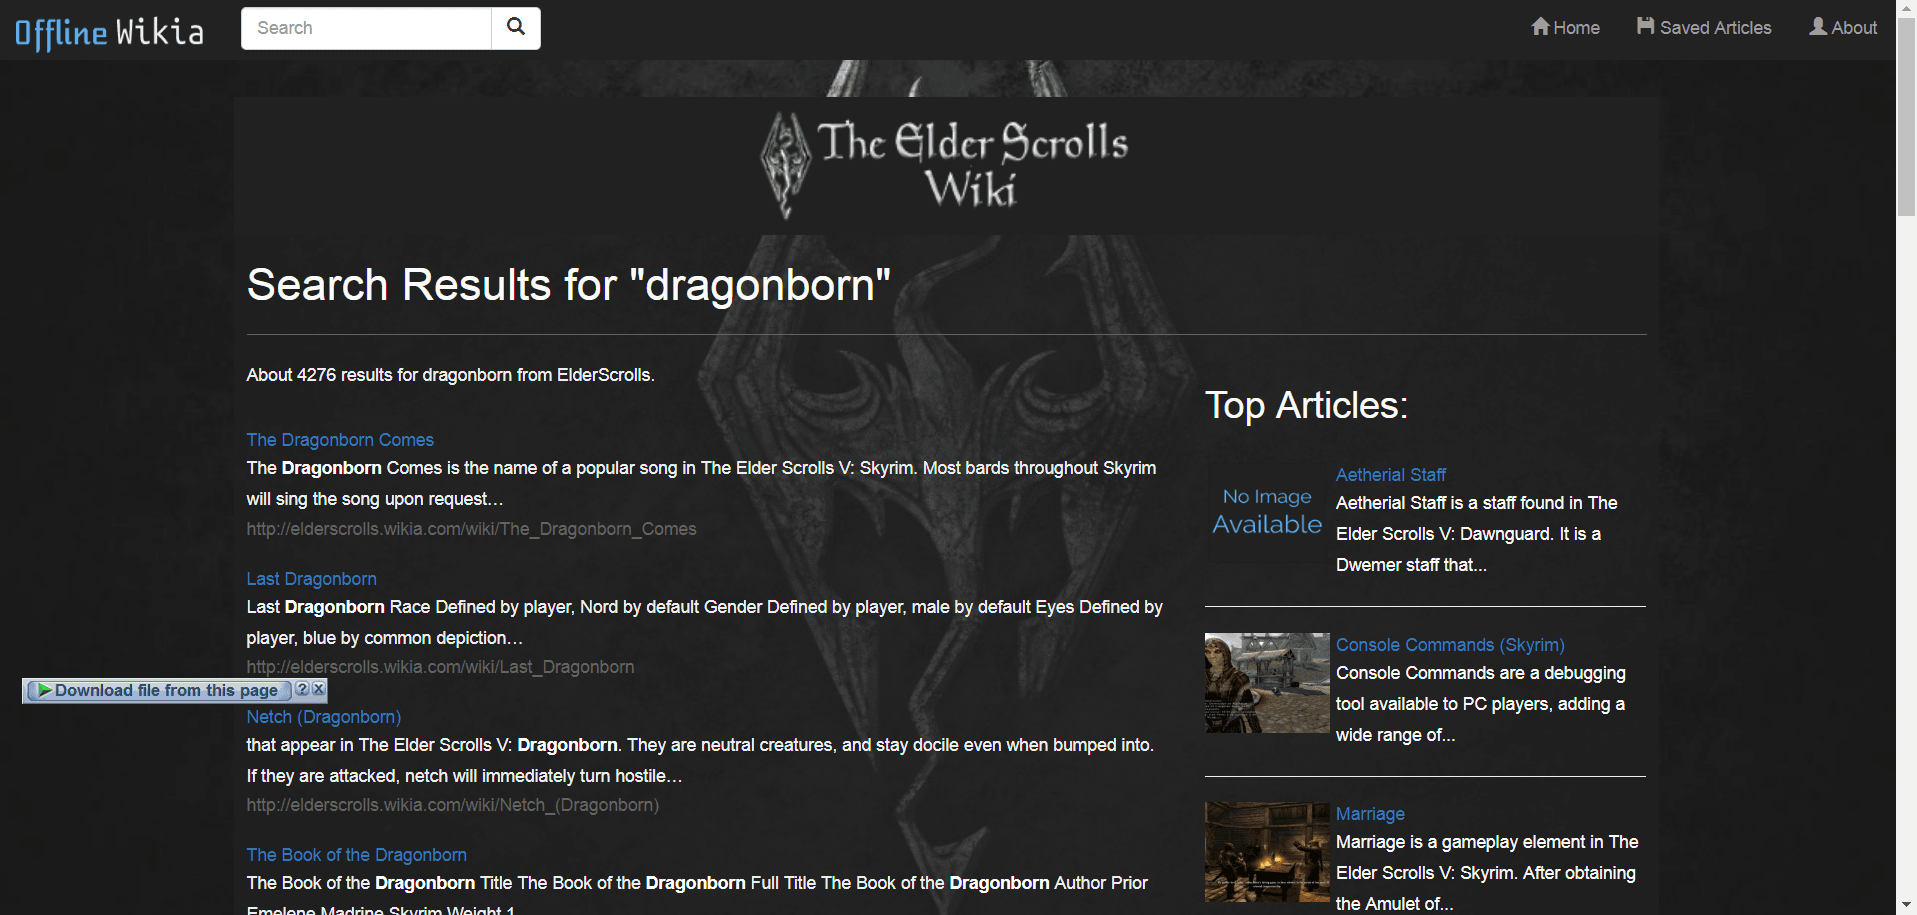 Offline Wikia
Search
Home
Saved Articles
About
The Elder Scrolls
Wiki
Search Results for "dragonborn"
About 4276 results for dragonborn from ElderScrolls.
The Dragonborn Comes
The Dragonborn Comes is the name of a popular song in The Elder Scrolls V: Skyrim. Most bards throughout Skyrim
will sing the song upon request…
http://elderscrolls.wikia.com/wiki/The_Dragonborn_Comes
Last Dragonborn
Last Dragonborn Race Defined by player, Nord by default Gender Defined by player, male by default Eyes Defined by
player, blue by common depiction…
http://elderscrolls.wikia.com/wiki/Last_Dragonborn
Download file from this page ? X
Netch (Dragonborn)
that appear in The Elder Scrolls V: Dragonborn. They are neutral creatures, and stay docile even when bumped into.
If they are attacked, netch will immediately turn hostile…
http://elderscrolls.wikia.com/wiki/Netch_(Dragonborn)
The Book of the Dragonborn
The Book of the Dragonborn Title The Book of the Dragonborn Full Title The Book of the Dragonborn Author Prior
Emelene Madrine Skyrim Weight 1
Top Articles:
No Image
Available
Aetherial Staff
Aetherial Staff is a staff found in The
Elder Scrolls V: Dawnguard. It is a
Dwemer staff that...
Console Commands (Skyrim)
Console Commands are a debugging
tool available to PC players, adding a
wide range of...
Marriage
Marriage is a gameplay element in The
Elder Scrolls V: Skyrim. After obtaining
the Amulet of...